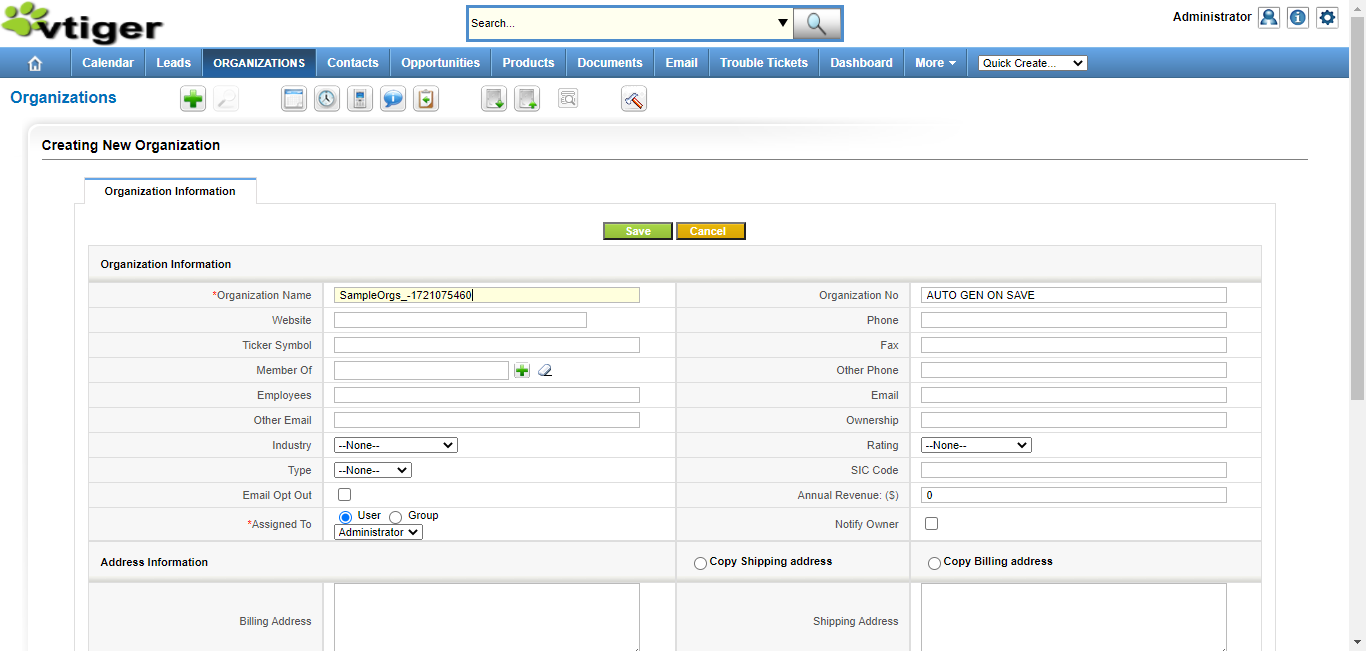 vtiger
Search...
Administrator
Calendar Leads ORGANIZATIONS Contacts Opportunities Products Documents Email Trouble Tickets Dashboard More Quick Create...
Organizations
Creating New Organization
Organization Information
Save Cancel
Organization Information
*Organization Name SampleOrgs_-1721075460 Organization No AUTO GEN ON SAVE
Website Phone
Ticker Symbol Fax
Member Of Other Phone
Employees Email
Other Email Ownership
Industry --None-- Rating --None--
Type --None-- SIC Code
Email Opt Out Annual Revenue: ($) 0
*Assigned To User Group Administrator Notify Owner
Address Information Copy Shipping address Copy Billing address
Billing Address Shipping Address